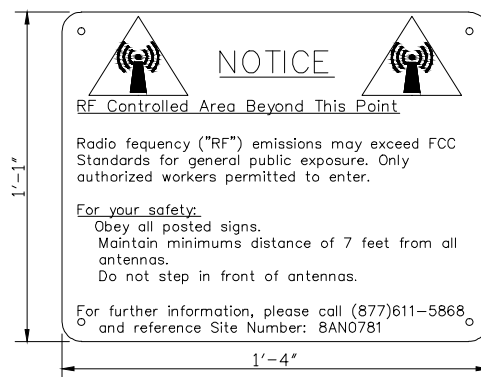 NOTICE
RF Controlled Area Beyond This Point
Radio fequency ("RF") emissions may exceed FCC
Standards for general public exposure. Only
authorized workers permitted to enter.
For your safety:
Obey all posted signs.
Maintain minimums distance of 7 feet from all
antennas.
Do not step in front of antennas.
For further information, please call (877)611-5868
and reference Site Number: 8AN0781
1'-1"
1'-4"